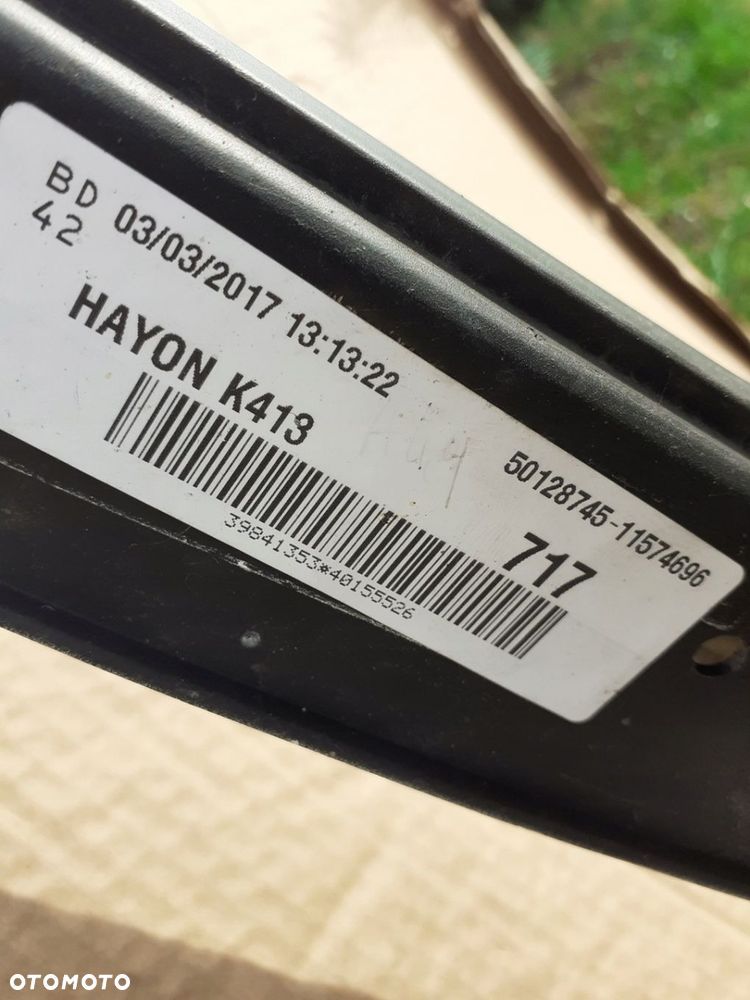 BD 03/03/2017 13:13:22
42
HAYON K413
50128745-11574696
717
39841353*40155526
OTOMOTO